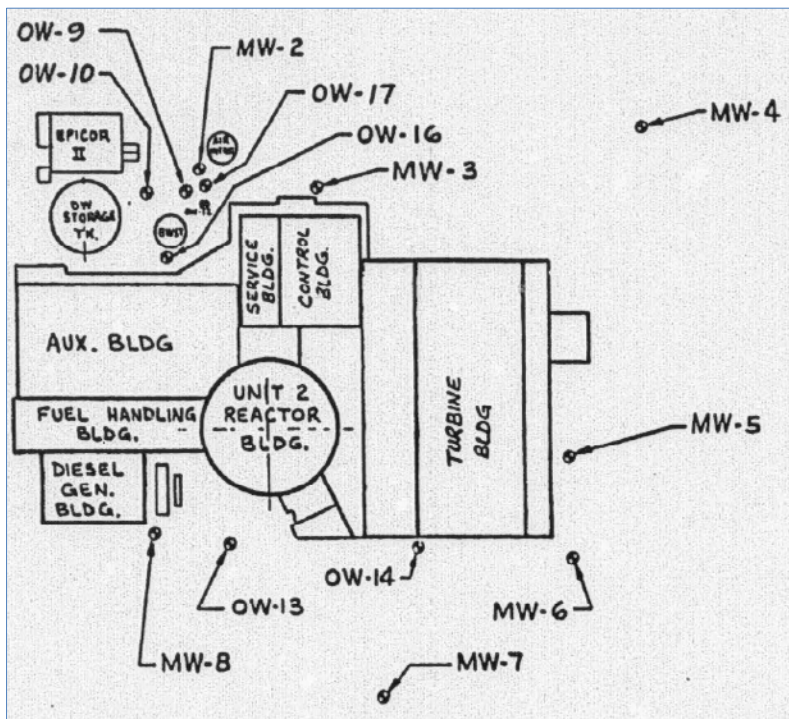 OW-9
MW-2
OW-10
OW-17
MW-4
EPICOR
II
OW-16
MW-3
DW
STORAGE
TK.
BWST
SERVICE
BLDG.
CONTROL
BLDG.
AUX. BLDG
UNIT 2
REACTOR
BLDG.
FUEL HANDLING
BLDG.
TURBINE
BLDG
MW-5
DIESEL
GEN.
BLDG.
OW-14
OW-13
MW-6
MW-8
MW-7